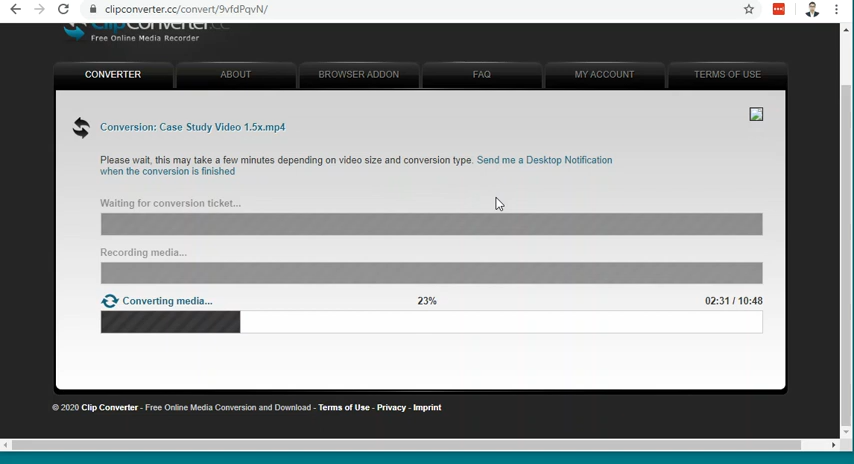 clipconverter.cc/convert/9vfdPqvN/
ClipConverter.cc
Free Online Media Recorder
CONVERTER
ABOUT
BROWSER ADDON
FAQ
MY ACCOUNT
TERMS OF USE
Conversion: Case Study Video 1.5x.mp4
Please wait, this may take a few minutes depending on video size and conversion type. Send me a Desktop Notification
when the conversion is finished
Waiting for conversion ticket...
Recording media...
Converting media...
23%
02:31 / 10:48
© 2020 Clip Converter - Free Online Media Conversion and Download - Terms of Use - Privacy - Imprint